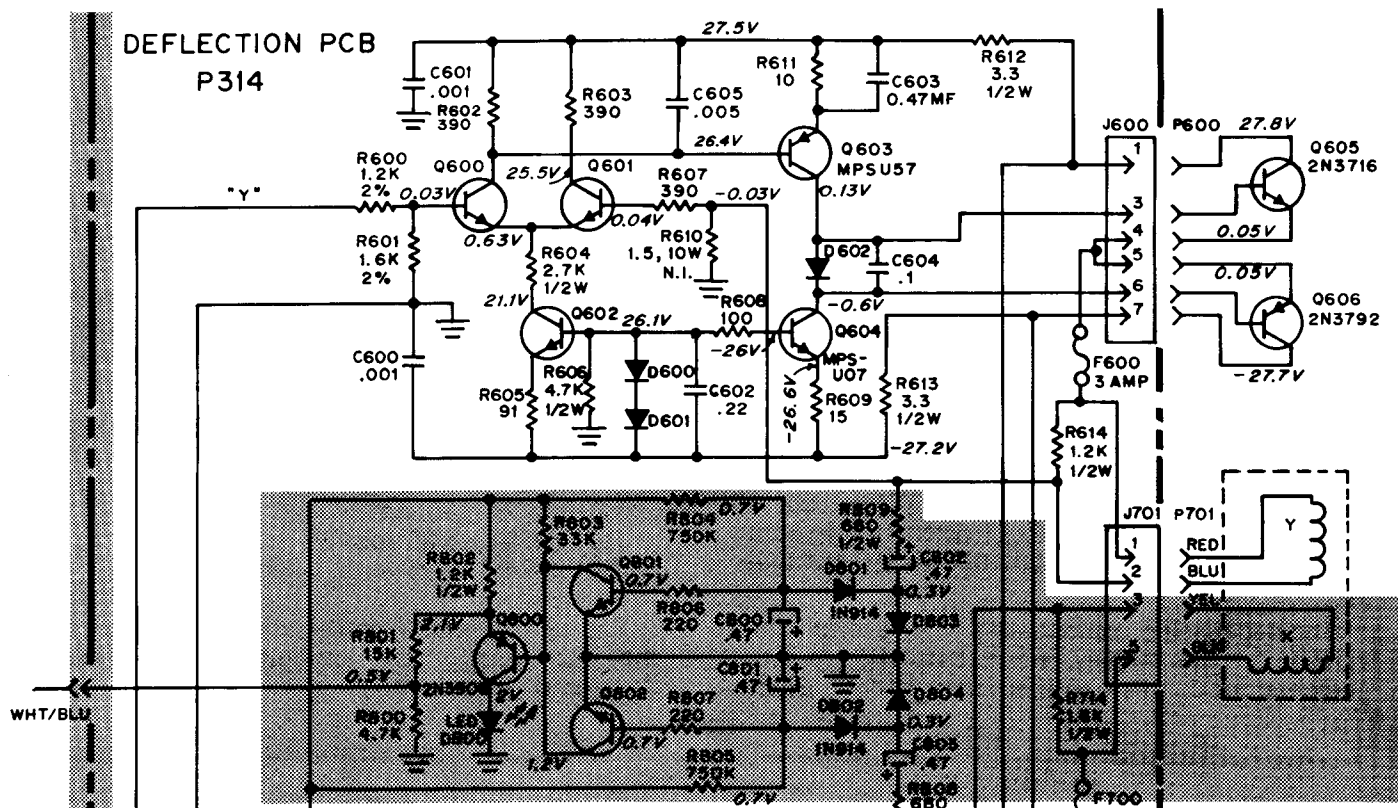 DEFLECTION PCB
P314
27.5V
C601
.001
R602
390
R603
390
C605
.005
R611
10
C603
0.47MF
R612
3.3
1/2W
J600
P600
27.8V
1
Q605
2N3716
26.4V
Q603
MPSU57
R600
1.2K
2%
Q600
Q601
"Y"
0.03V
25.5V
R607
390
-0.03V
0.13V
3
0.05V
4
R601
1.6K
2%
0.63V
0.04V
R610
1.5, 10W
N.I.
D602
C604
.1
5
0.05V
R604
2.7K
1/2W
6
Q606
2N3792
21.1V
Q602
26.1V
R608
100
-0.6V
7
Q604
MPS-
U07
-26V
C600
.001
R606
4.7K
1/2W
D600
C602
.22
R613
3.3
1/2W
F600
3 AMP
-27.7V
R605
91
D601
-26.6V
R609
15
-27.2V
R614
1.2K
1/2W
J701
P701
Y
R803
33K
R804
750K
0.7V
R809
680
1/2W
C802
.47
1
RED
2
BLU
R802
1.2K
1/2W
Q801
0.7V
R806
220
D801
1N914
0.3V
3
YEL
2.1V
Q800
C800
.47
D803
X
R801
15K
C801
.47
5
0.5V
2V
Q802
R807
220
D802
1N914
D804
R714
1.8K
1/2W
WHT/BLU
R800
4.7K
LED
D800
0.7V
0.3V
C803
.47
1.2V
R805
750K
0.7V
R808
680
F700